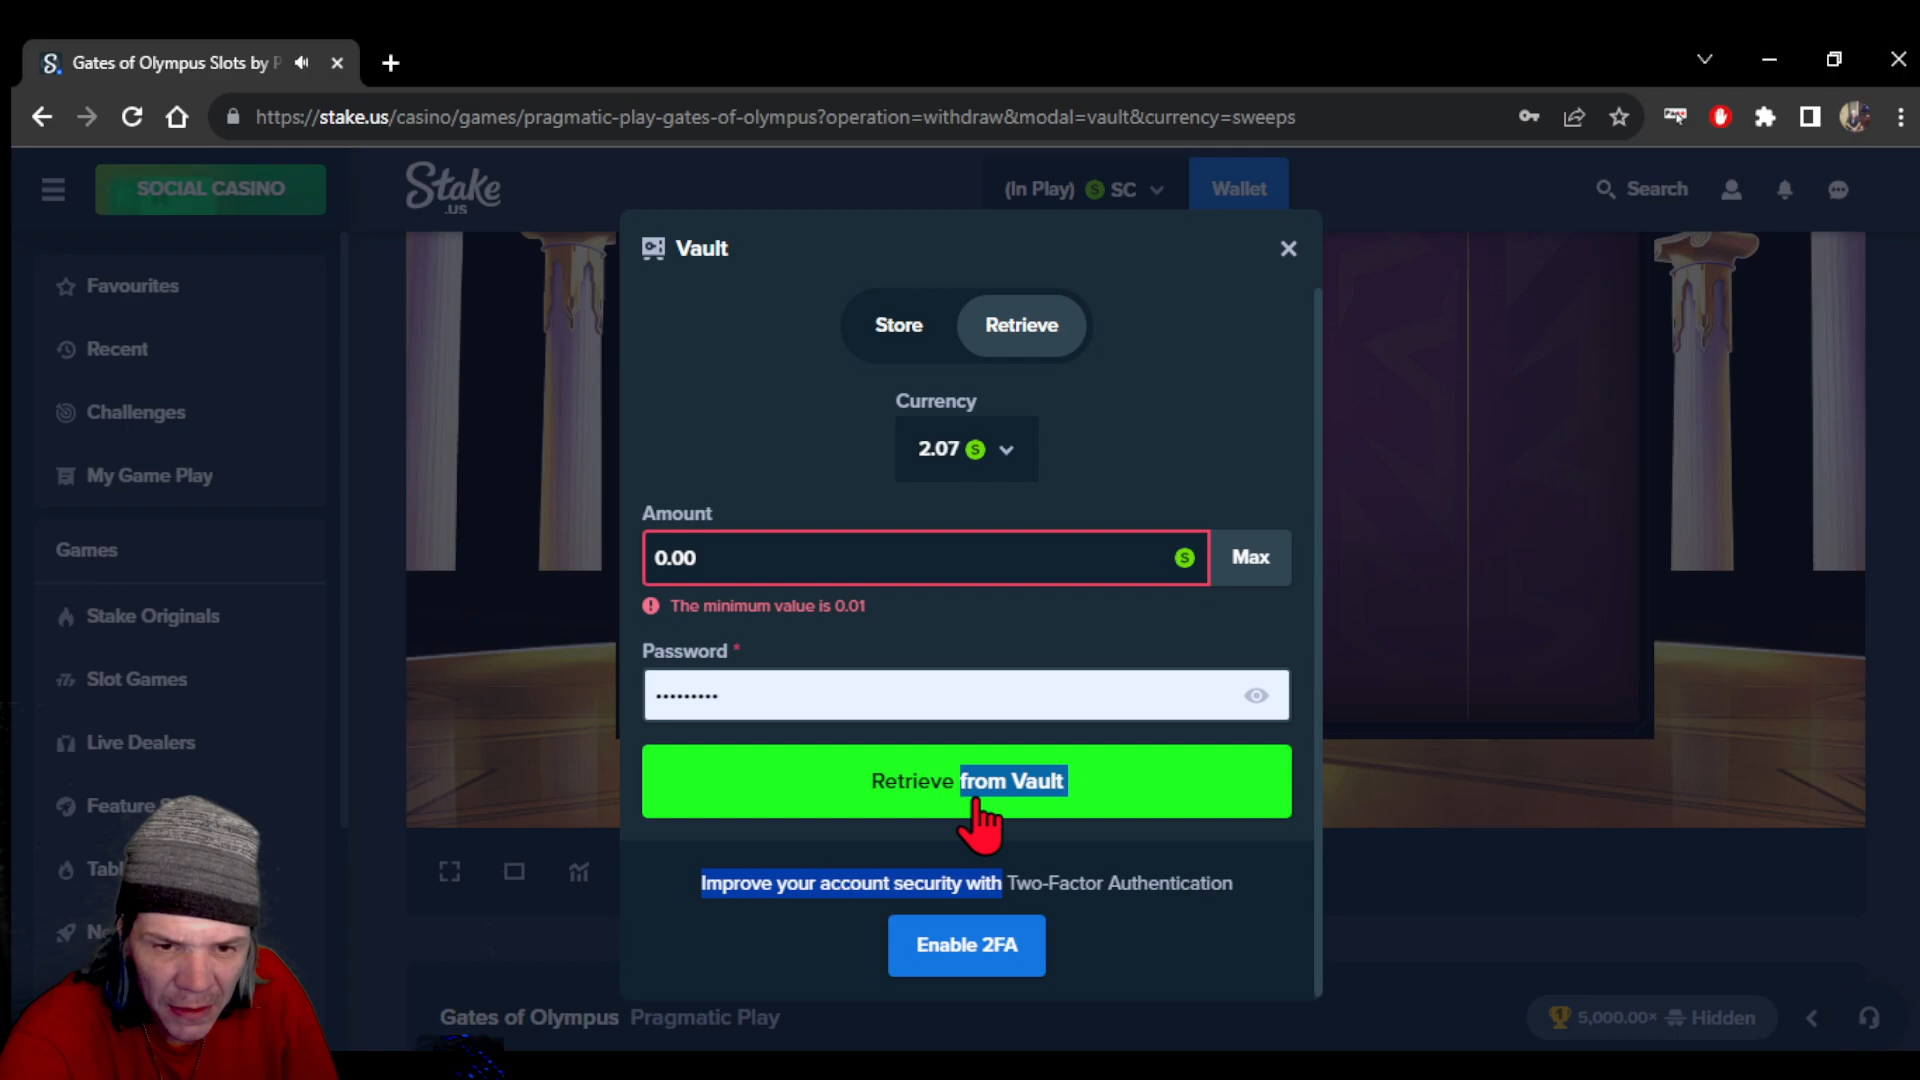 Gates of Olympus Slots by P
https://stake.us/casino/games/pragmatic-play-gates-of-olympus?operation=withdraw&modal=vault&currency=sweeps
SOCIAL CASINO
Stake
.US
(In Play) S SC
Wallet
Search
Vault
Favourites
Store
Retrieve
Recent
Currency
Challenges
2.07 S
My Game Play
Amount
Games
0.00
S
Max
The minimum value is 0.01
Stake Originals
Password *
Slot Games
•••••••••
Live Dealers
Retrieve from Vault
Feature
Improve your account security with Two-Factor Authentication
Enable 2FA
Gates of Olympus Pragmatic Play
5,000.00× Hidden